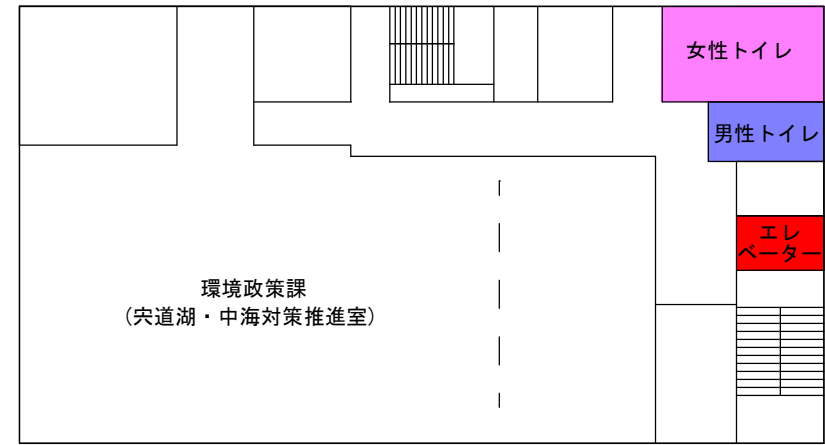 女性トイレ
男性トイレ
エレ
ベーター
環境政策課
（宍道湖・中海対策推進室）